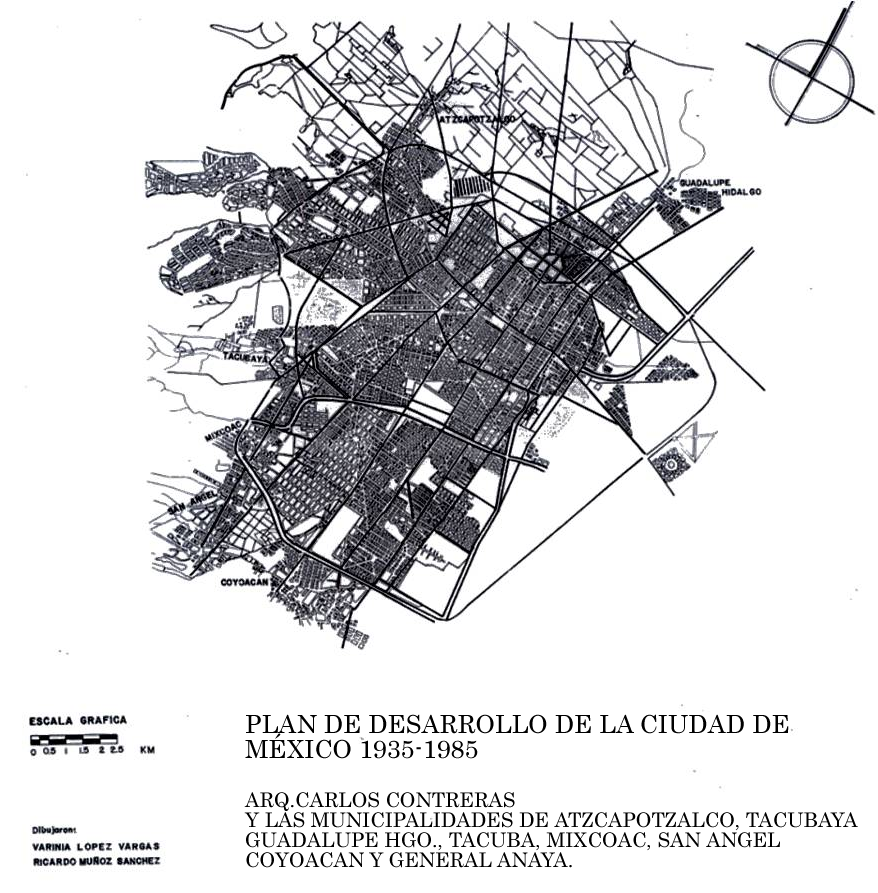 ATZCAPOTZALCO
GUADALUPE
HIDALGO
TACUBAYA
MIXCOAC
SAN ANGEL
COYOACAN
ESCALA GRAFICA
0 0.5 1 1.5 2 2.5 KM
PLAN DE DESARROLLO DE LA CIUDAD DE
MÉXICO 1935-1985
ARQ.CARLOS CONTRERAS
Y LAS MUNICIPALIDADES DE ATZCAPOTZALCO, TACUBAYA
GUADALUPE HGO., TACUBA, MIXCOAC, SAN ANGEL
COYOACAN Y GENERAL ANAYA.
Dibujaron:
VARINIA LOPEZ VARGAS
RICARDO MUÑOZ SANCHEZ